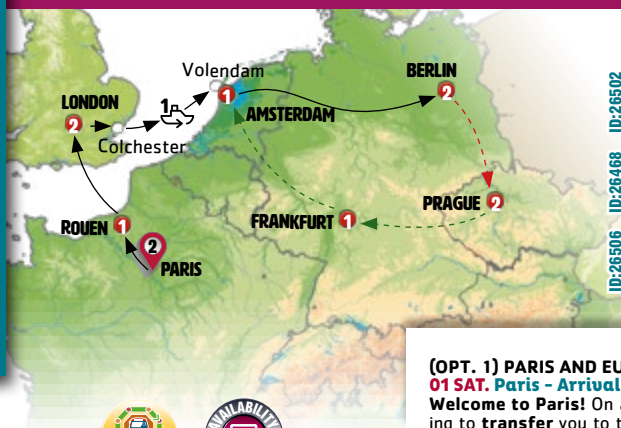 Volendam
BERLIN
2
1
1
LONDON
2
AMSTERDAM
Colchester
PRAGUE
2
FRANKFURT
1
ROUEN
1
2
PARIS
ID:26506 ID:26468 ID:26502
AVAILABILITY
(OPT. 1) PARIS AND
01 SAT. Paris - Arrival
Welcome to Paris! On
ing to transfer you to